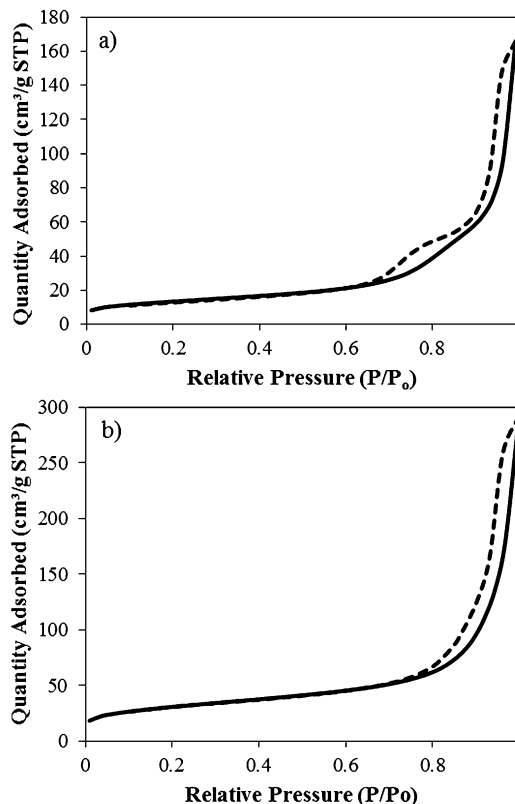 a)
Quantity Adsorbed (cm³/g STP)
180
160
140
120
100
80
60
40
20
0
0 0.2 0.4 0.6 0.8
Relative Pressure (P/Pₒ)
b)
Quantity Adsorbed (cm³/g STP)
300
250
200
150
100
50
0
0 0.2 0.4 0.6 0.8
Relative Pressure (P/Po)